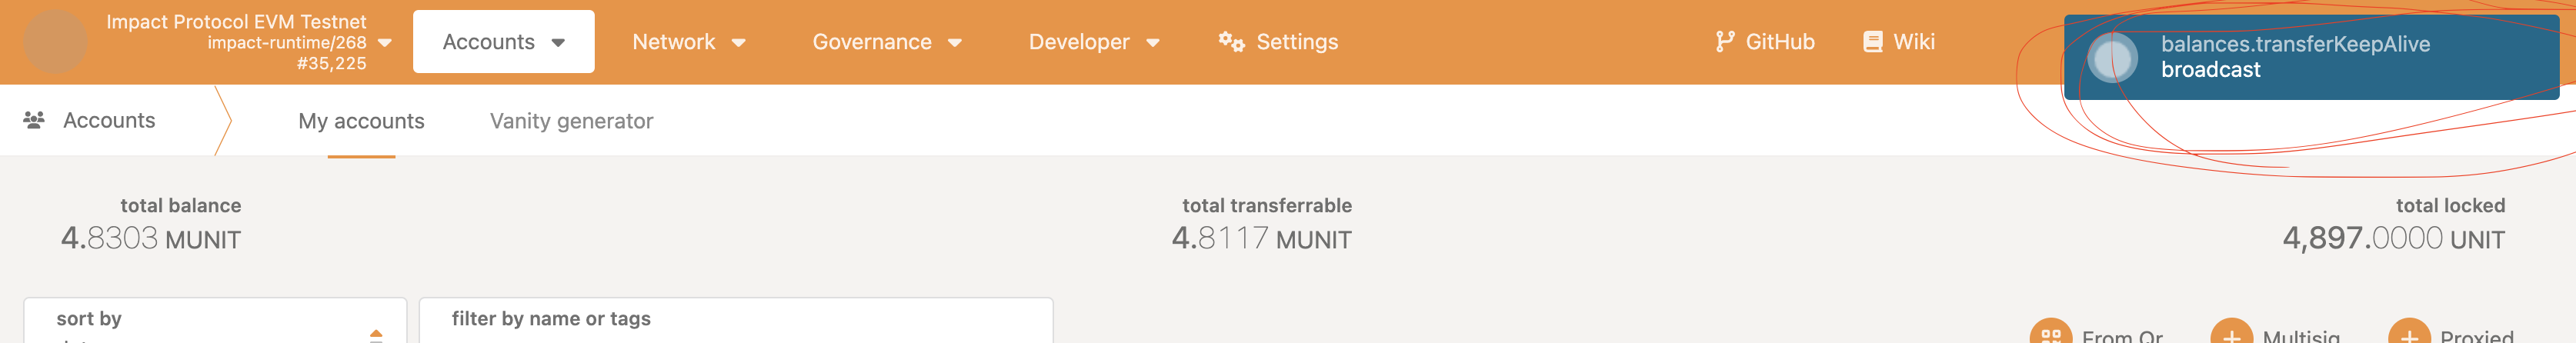 Impact Protocol EVM Testnet
impact-runtime/268
#35,225
Accounts
Network
Governance
Developer
Settings
GitHub
Wiki
balances.transferKeepAlive
broadcast
Accounts
My accounts
Vanity generator
total balance
4.8303 MUNIT
total transferrable
4.8117 MUNIT
total locked
4,897.0000 UNIT
sort by
filter by name or tags
From Qr
Multisig
Proxied